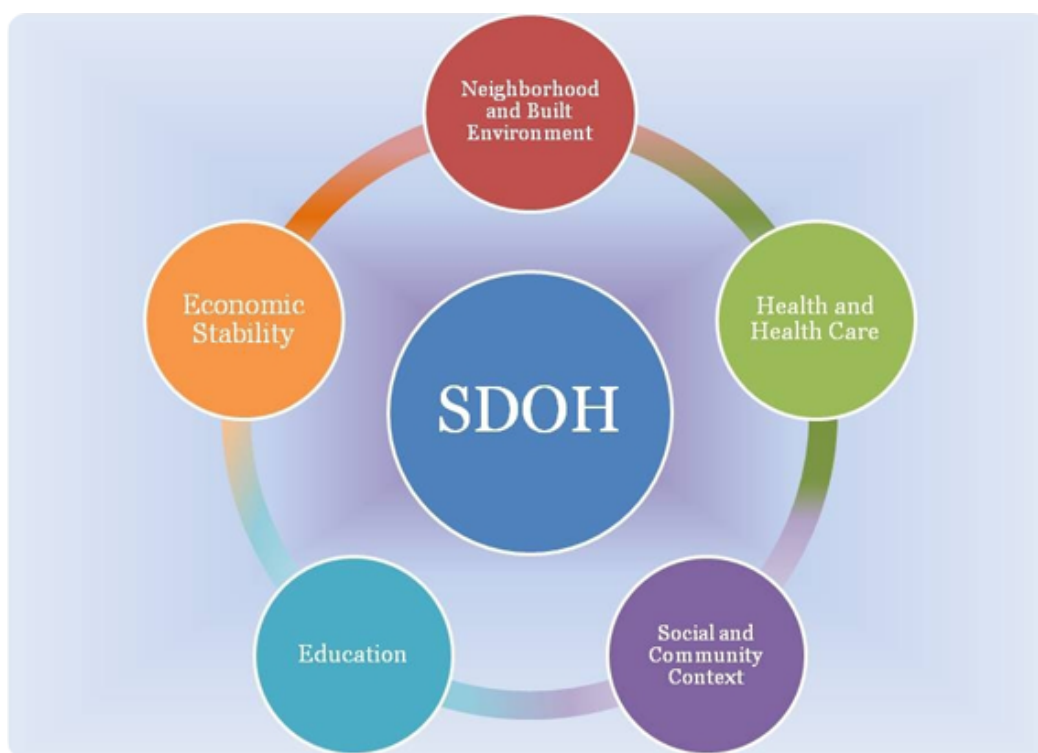 Neighborhood
and Built
Environment
Economic
Stability
Health and
Health Care
SDOH
Education
Social and
Community
Context